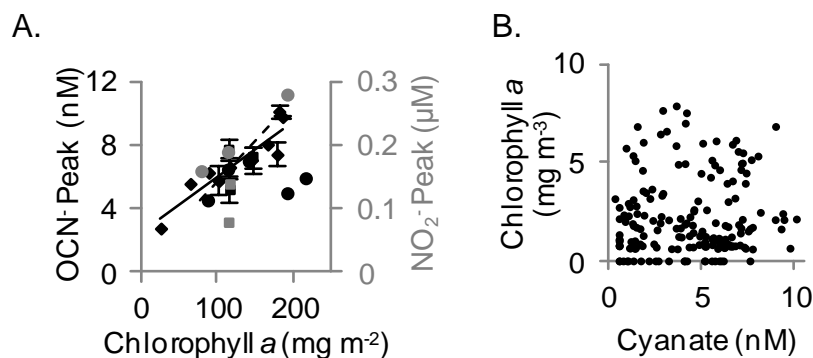 A.
OCN⁻ Peak (nM)
12
8
4
0
0.3
0.2
0.1
0
NO₂⁻ Peak (µM)
0
100
200
Chlorophyll a (mg m⁻²)
B.
Chlorophyll a
(mg m⁻³)
10
5
0
0
5
10
Cyanate (nM)